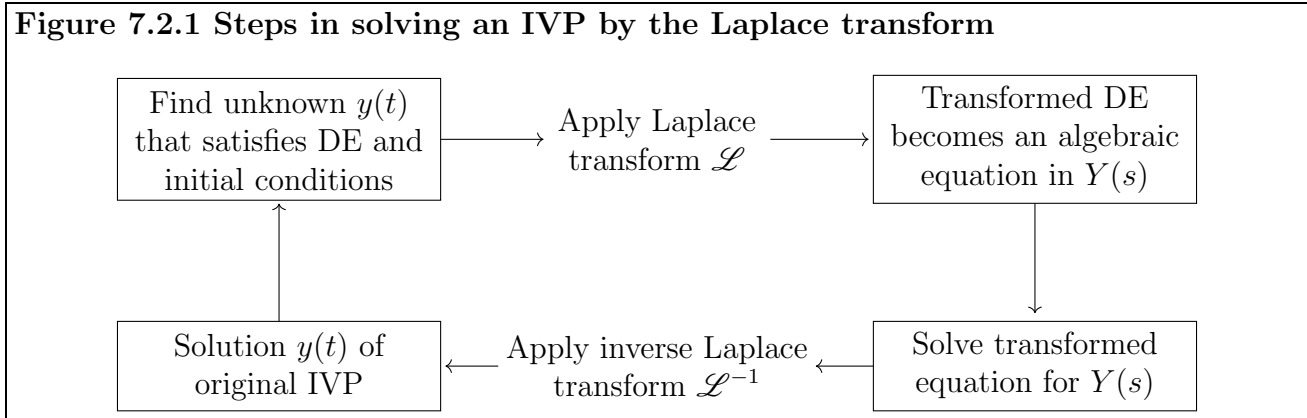 Figure 7.2.1 Steps in solving an IVP by the Laplace transform
Find unknown y(t)
that satisfies DE and
initial conditions
Apply Laplace
transform ℒ
Transformed DE
becomes an algebraic
equation in Y(s)
Solution y(t) of
original IVP
Apply inverse Laplace
transform ℒ⁻¹
Solve transformed
equation for Y(s)